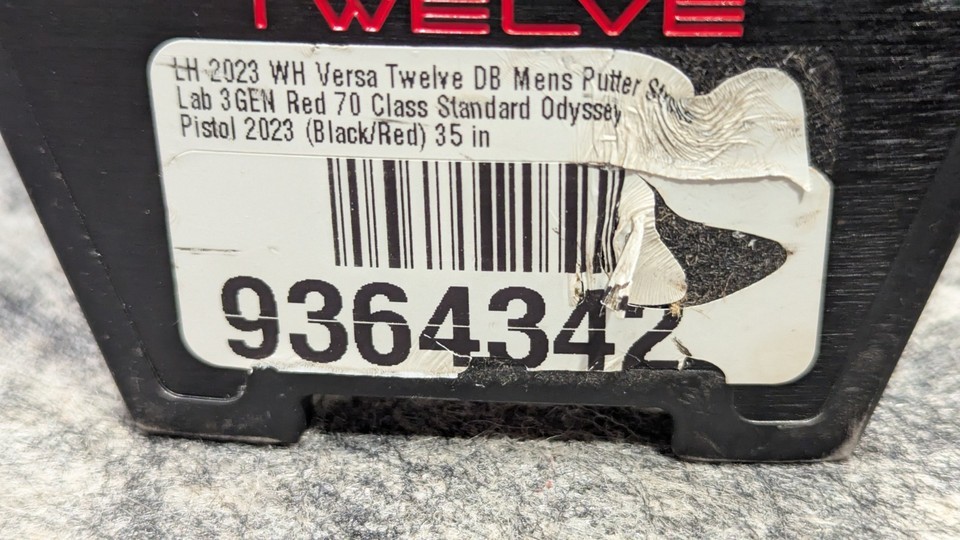 TWELVE
LH 2023 WH Versa Twelve DB Mens Putter
Lab 3GEN Red 70 Class Standard Odyssey
Pistol 2023 (Black/Red) 35 in
9364342